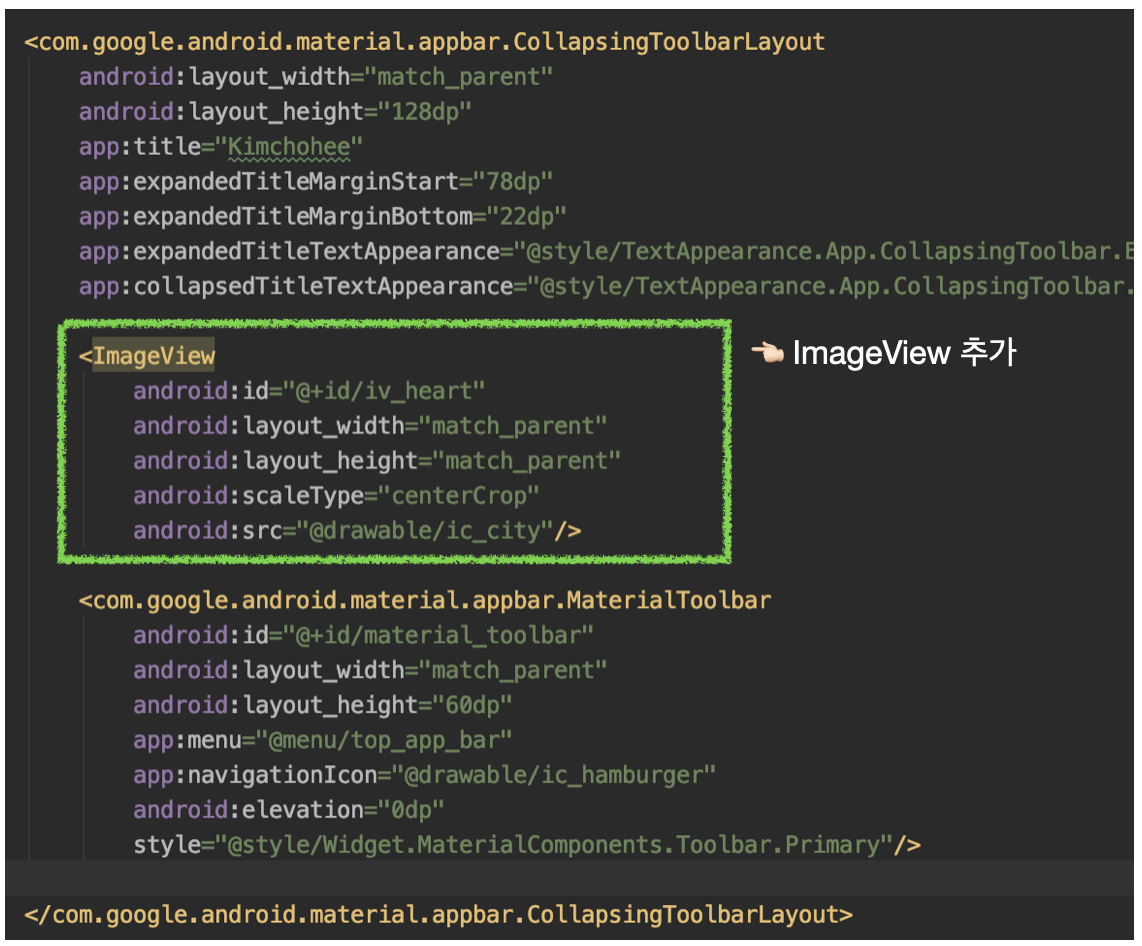 <com.google.android.material.appbar.CollapsingToolbarLayout
android:layout_width="match_parent"
android:layout_height="128dp"
app:title="Kimchohee"
app:expandedTitleMarginStart="78dp"
app:expandedTitleMarginBottom="22dp"
app:expandedTitleTextAppearance="@style/TextAppearance.App.CollapsingToolbar.E
app:collapsedTitleTextAppearance="@style/TextAppearance.App.CollapsingToolbar.
<ImageView
👈🏻 ImageView 추가
android:id="@+id/iv_heart"
android:layout_width="match_parent"
android:layout_height="match_parent"
android:scaleType="centerCrop"
android:src="@drawable/ic_city"/>
<com.google.android.material.appbar.MaterialToolbar
android:id="@+id/material_toolbar"
android:layout_width="match_parent"
android:layout_height="60dp"
app:menu="@menu/top_app_bar"
app:navigationIcon="@drawable/ic_hamburger"
android:elevation="0dp"
style="@style/Widget.MaterialComponents.Toolbar.Primary"/>
</com.google.android.material.appbar.CollapsingToolbarLayout>